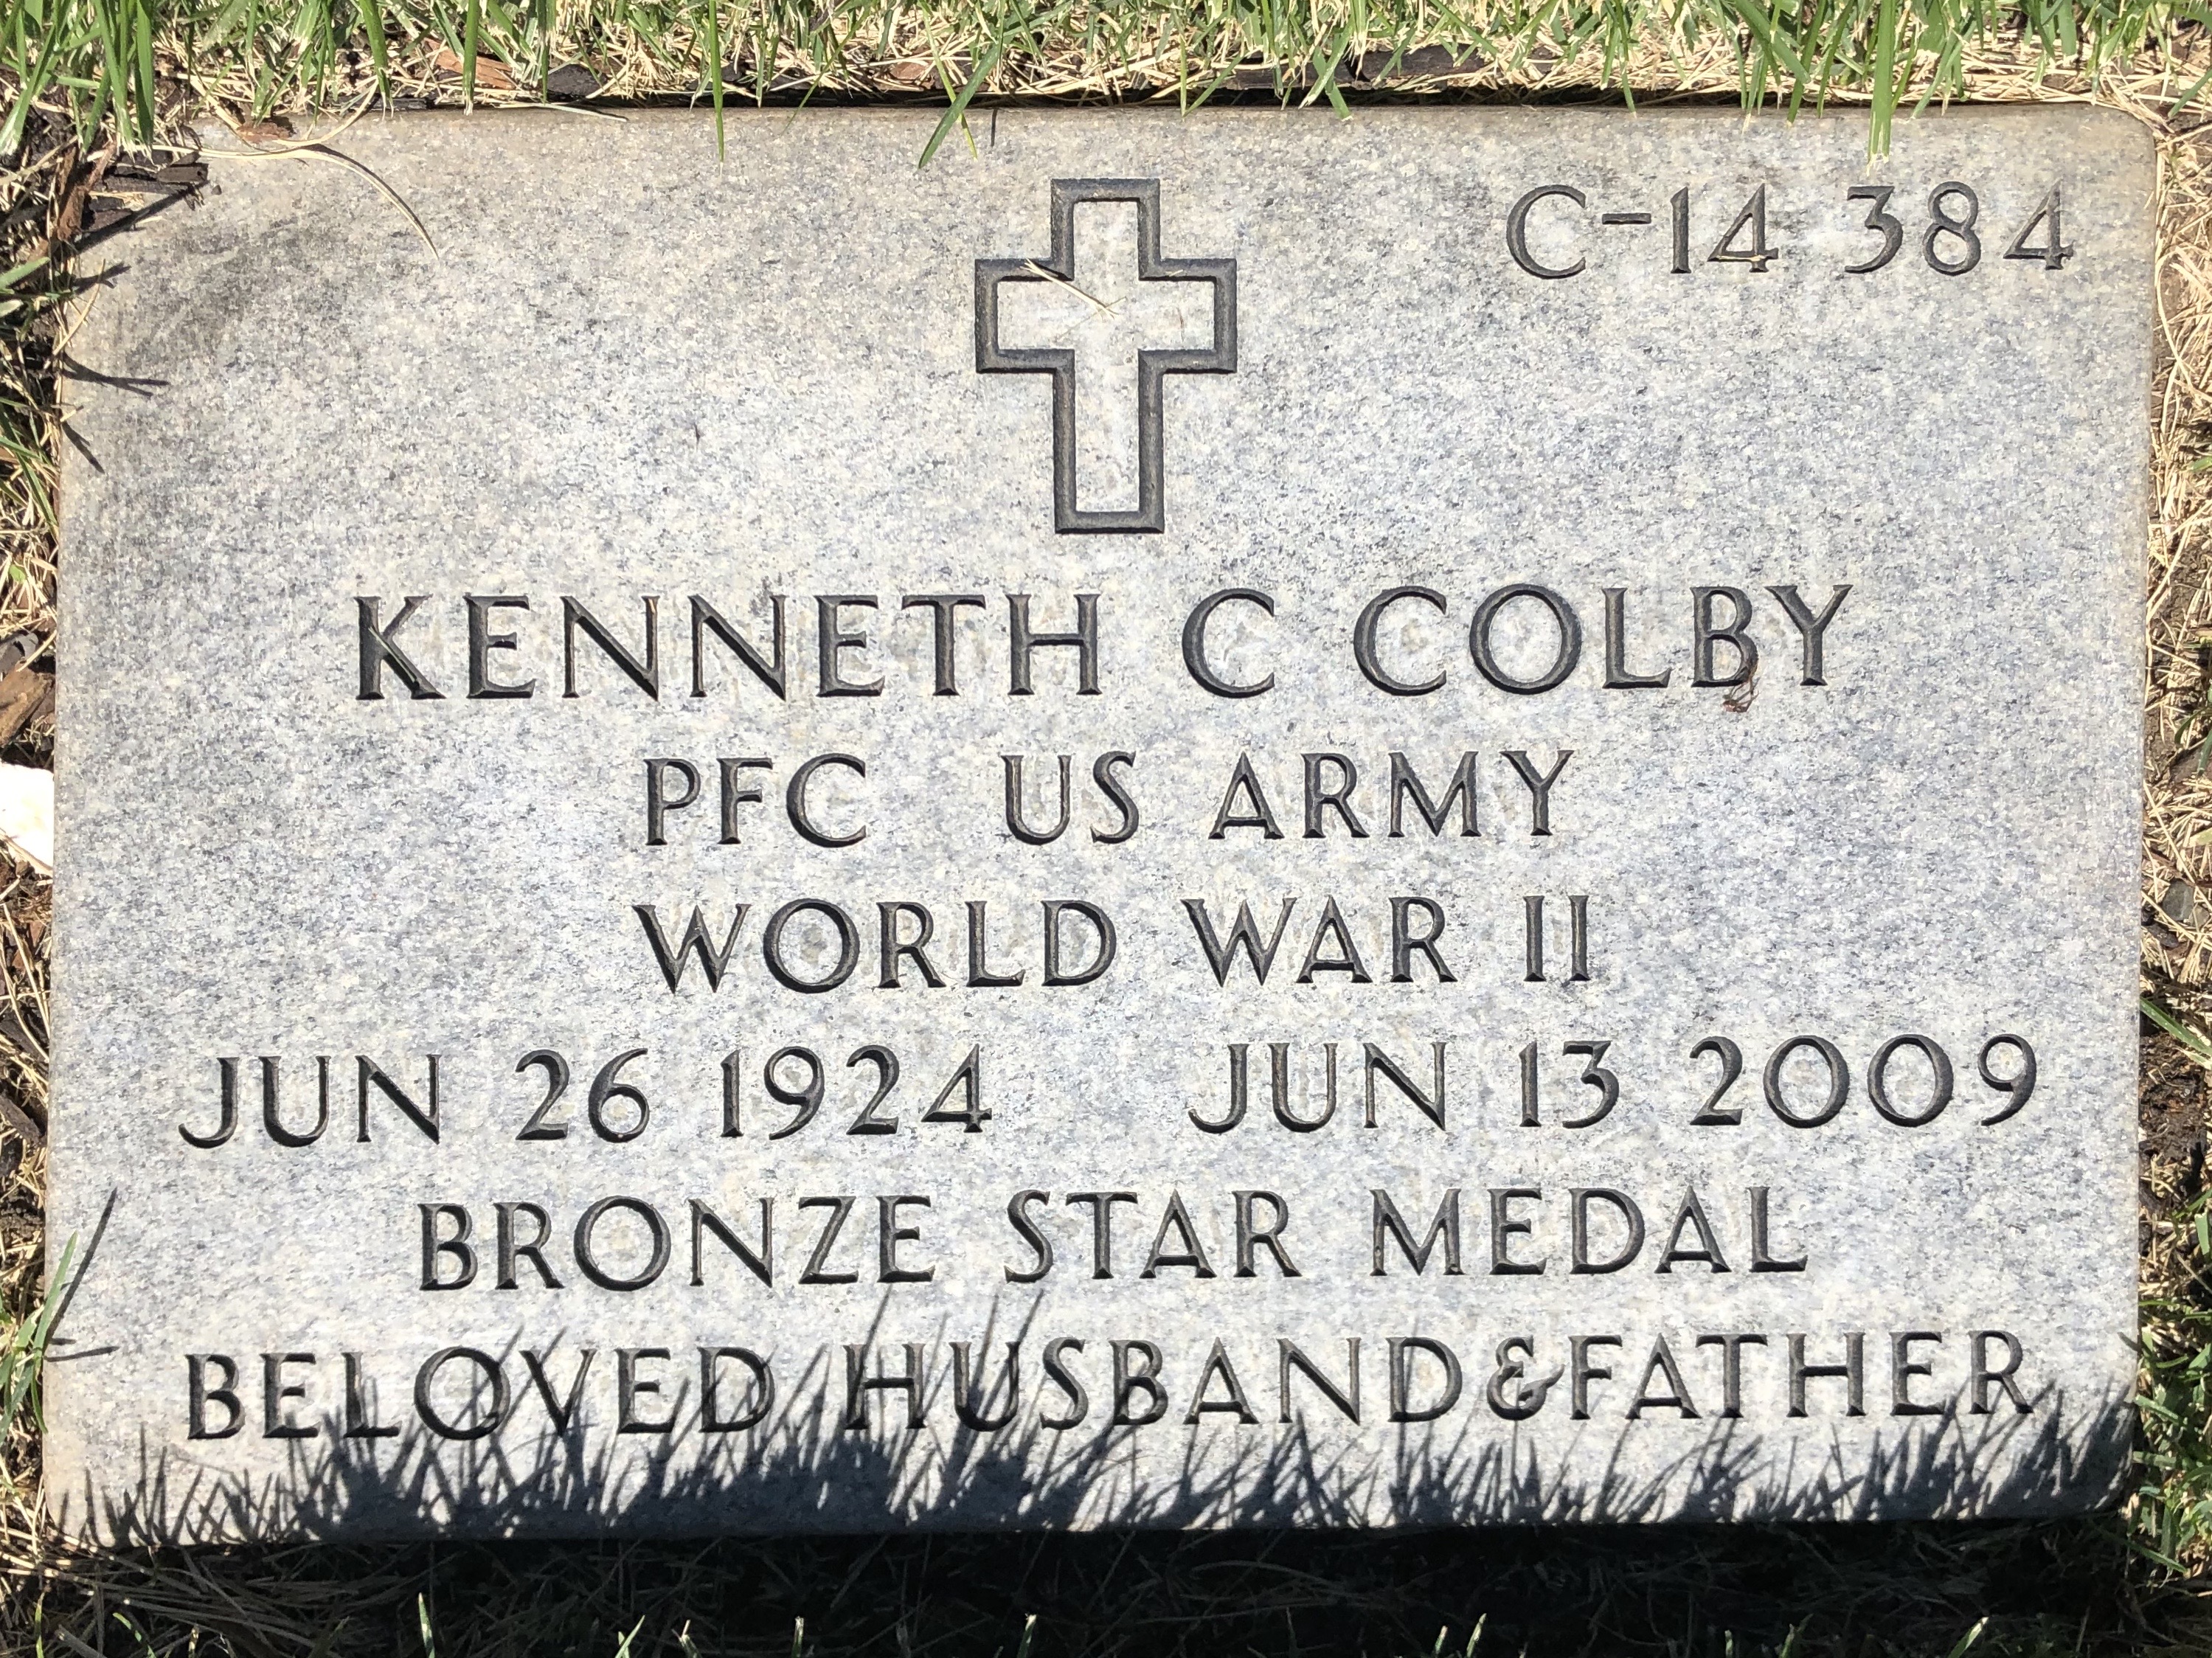 C-14 384
KENNETH C COLBY
PFC US ARMY
WORLD WAR II
JUN 26 1924 JUN 13 2009
BRONZE STAR MEDAL
BELOVED HUSBAND&FATHER